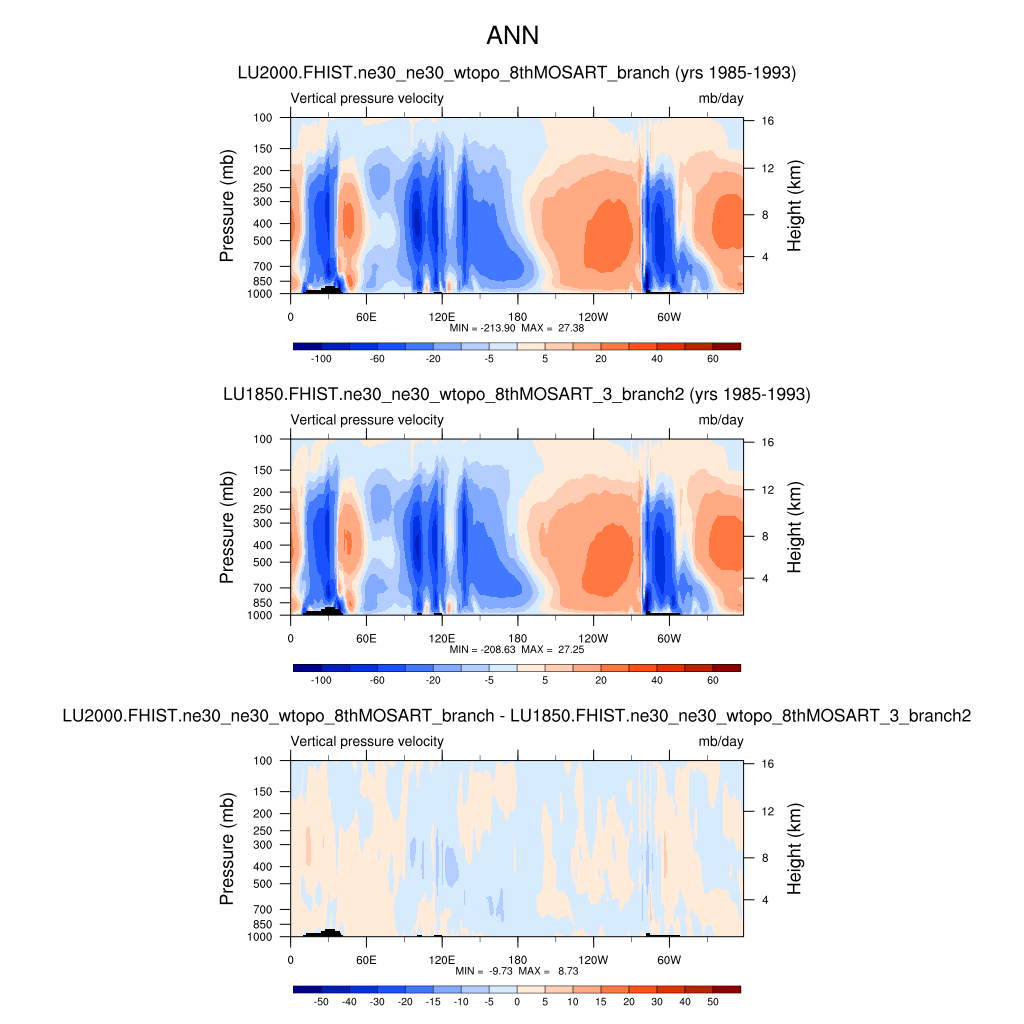 ANN
LU2000.FHIST.ne30_ne30_wtopo_8thMOSART_branch (yrs 1985-1993)
Vertical pressure velocity mb/day
Pressure (mb)
100
150
200
250
300
400
500
700
850
1000
16
12
8
4
Height (km)
0 60E 120E 180 120W 60W
MIN = -213.90 MAX = 27.38
-100 -60 -20 -5 5 20 40 60
LU1850.FHIST.ne30_ne30_wtopo_8thMOSART_3_branch2 (yrs 1985-1993)
Vertical pressure velocity mb/day
Pressure (mb)
100
150
200
250
300
400
500
700
850
1000
16
12
8
4
Height (km)
0 60E 120E 180 120W 60W
MIN = -208.63 MAX = 27.25
-100 -60 -20 -5 5 20 40 60
LU2000.FHIST.ne30_ne30_wtopo_8thMOSART_branch - LU1850.FHIST.ne30_ne30_wtopo_8thMOSART_3_branch2
Vertical pressure velocity mb/day
Pressure (mb)
100
150
200
250
300
400
500
700
850
1000
16
12
8
4
Height (km)
0 60E 120E 180 120W 60W
MIN = -9.73 MAX = 8.73
-50 -40 -30 -20 -15 -10 -5 0 5 10 15 20 30 40 50